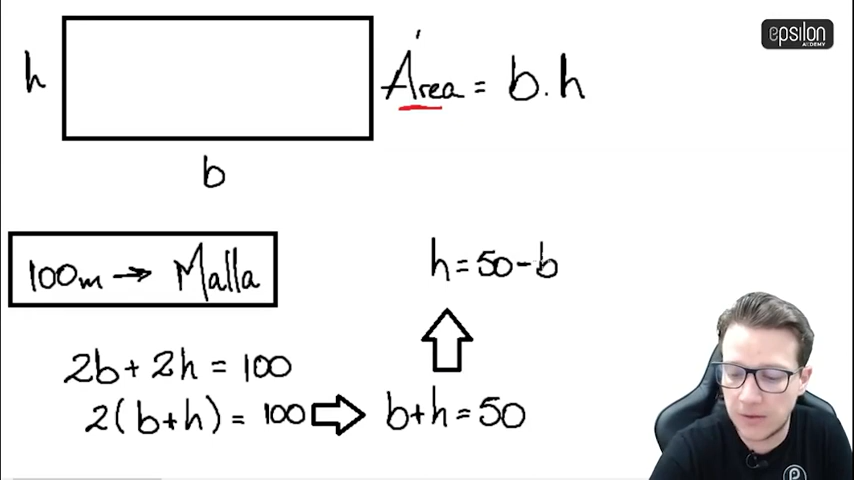 epsilon
ACADEMY
h
Área = b.h
b
100m → Malla
h = 50 - b
2b + 2h = 100
2(b+h) = 100 ⇨ b+h = 50